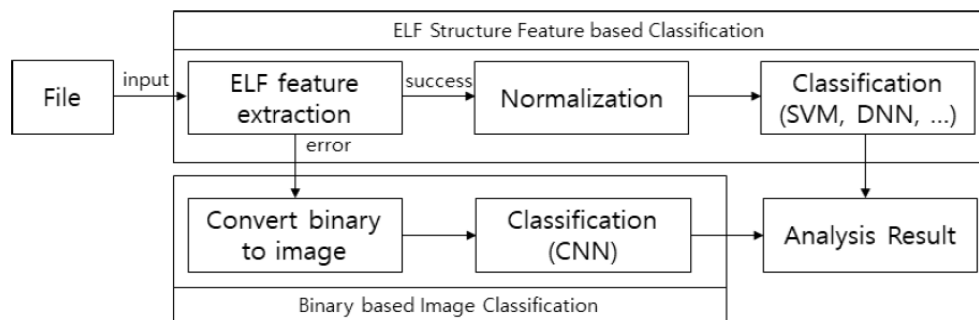 ELF Structure Feature based Classification
File
input
ELF feature
extraction
success
Normalization
Classification
(SVM, DNN, ...)
error
Convert binary
to image
Classification
(CNN)
Analysis Result
Binary based Image Classification